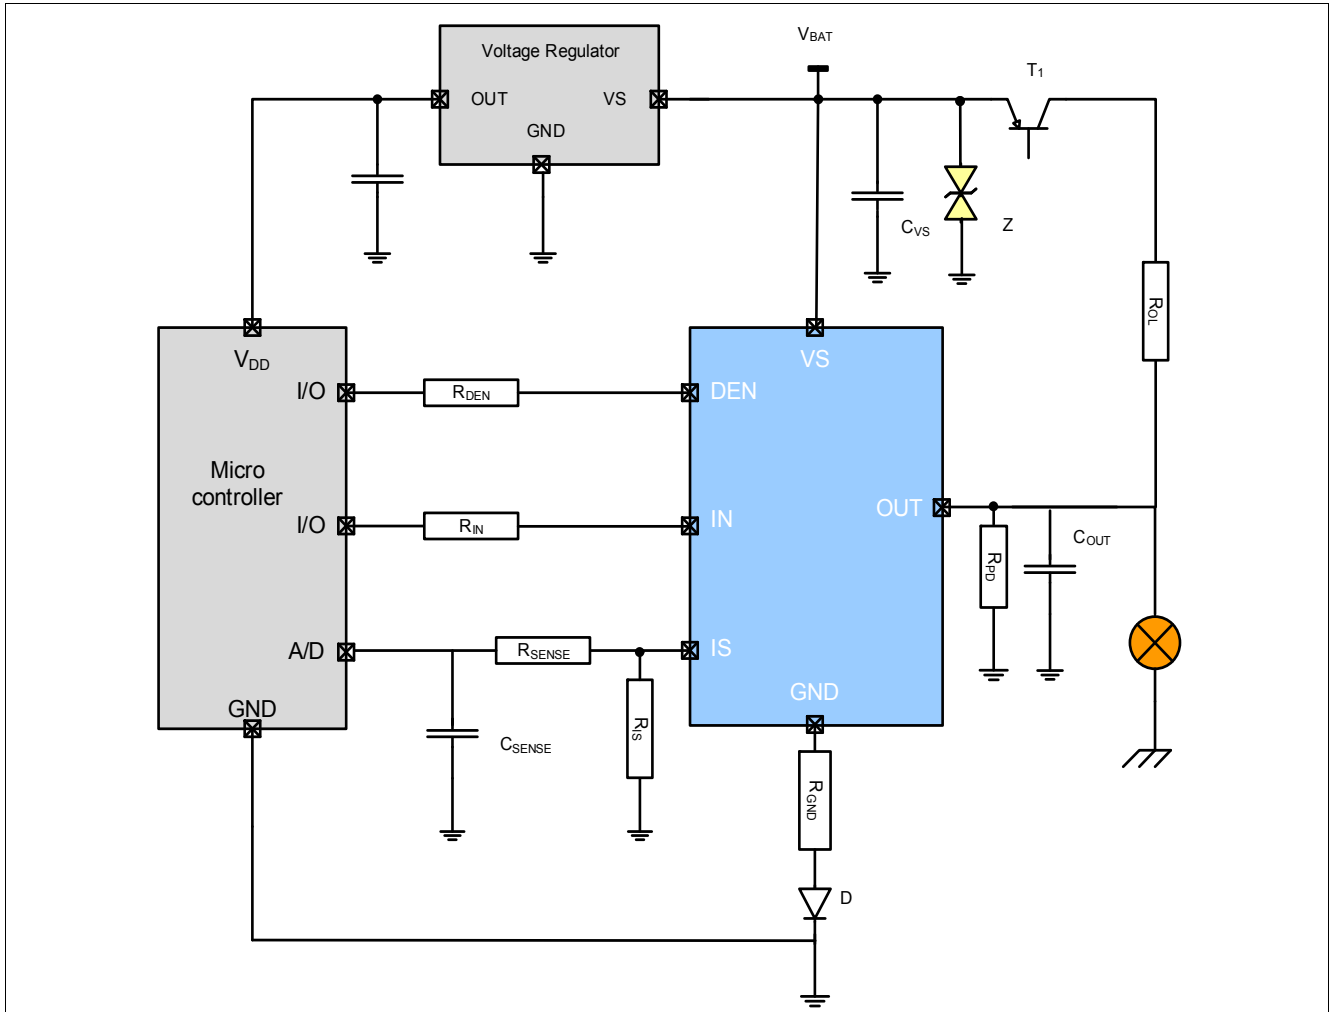 Voltage Regulator
OUT
VS
GND
VBAT
T1
CVS
Z
ROL
VDD
I/O
RDEN
DEN
VS
Micro
controller
I/O
RIN
IN
OUT
RPD
COUT
A/D
RSENSE
IS
GND
CSENSE
RIS
GND
RGND
D